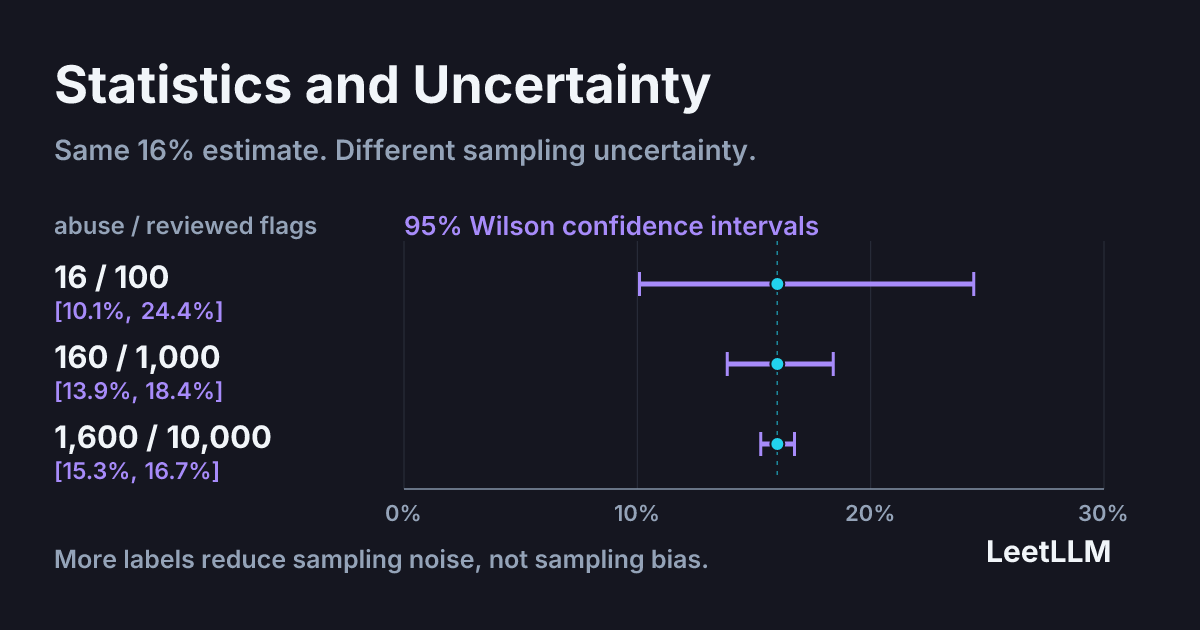 Statistics and Uncertainty
Same 16% estimate. Different sampling uncertainty.
abuse / reviewed flags
95% Wilson confidence intervals
16 / 100
[10.1%, 24.4%]
160 / 1,000
[13.9%, 18.4%]
1,600 / 10,000
[15.3%, 16.7%]
0% 10% 20% 30%
More labels reduce sampling noise, not sampling bias.
LeetLLM